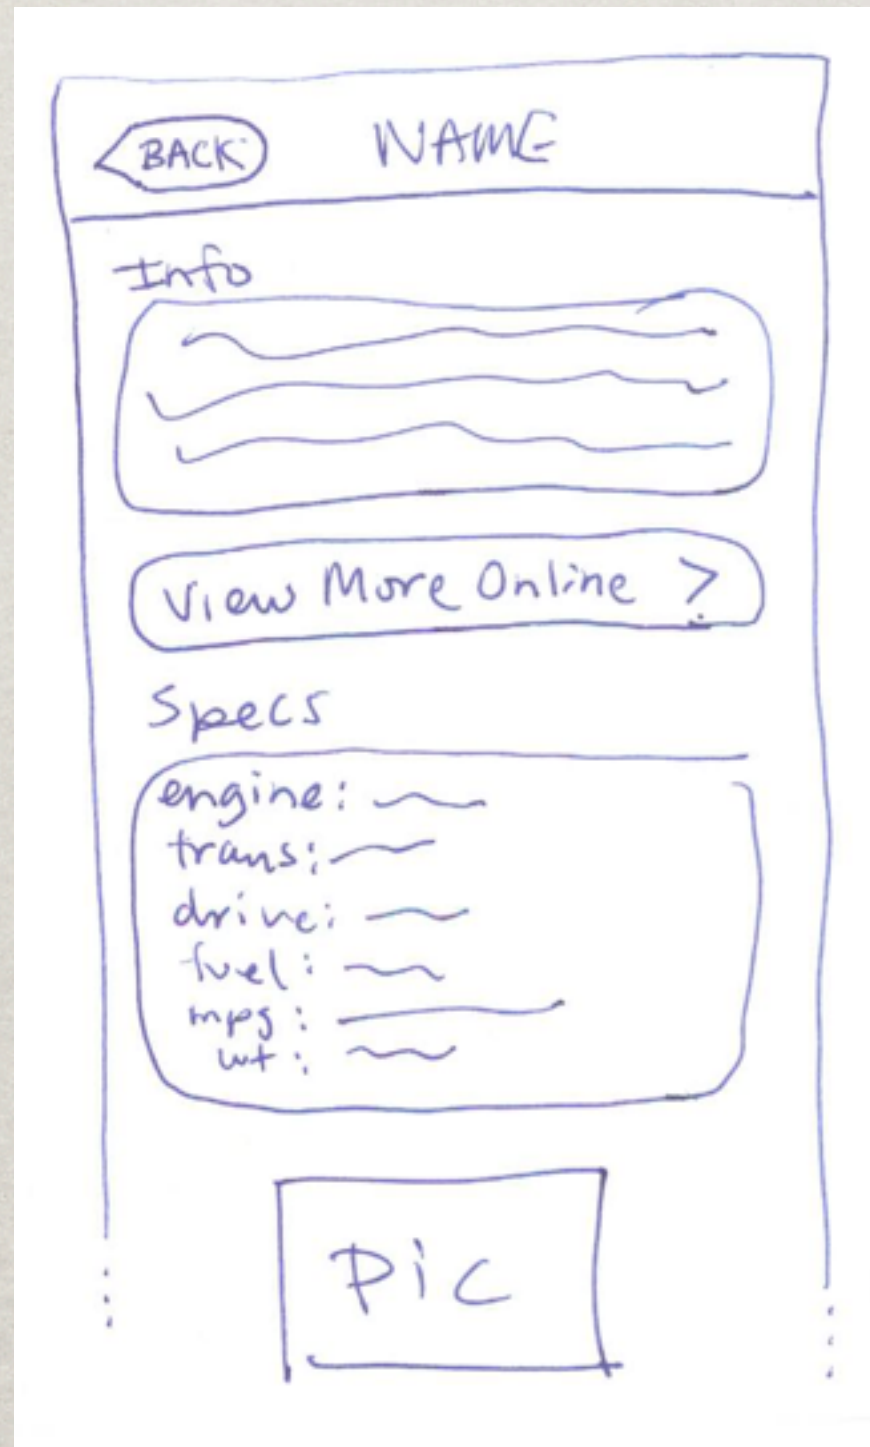 BACK NAME
Info
View More Online >
Specs
engine:
trans:
drive:
fuel:
mpg:
wt:
Pic